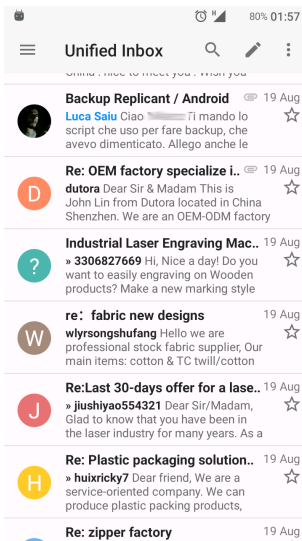 80% 01:57
Unified Inbox
China . nice to meet you . Wish you
Backup Replicant / Android 19 Aug
Luca Saiu Ciao Ti mando lo
script che uso per fare backup, che
avevo dimenticato. Allego anche le
Re: OEM factory specialize i.. 19 Aug
D
dutora Dear Sir & Madam This is
John Lin from Dutora located in China
Shenzhen. We are an OEM-ODM factory
Industrial Laser Engraving Mac.. 19 Aug
?
» 3306827669 Hi, Nice a day! Do you
want to easily engraving on Wooden
products? Make a new marking style
re： fabric new designs 19 Aug
W
wlyrsongshufang Hello we are
professional stock fabric supplier, Our
main items: cotton & TC twill/cotton
Re:Last 30-days offer for a lase.. 19 Aug
J
» jiushiyao554321 Dear Sir/Madam,
Glad to know that you have been in
the laser industry for many years. As a
Re: Plastic packaging solution.. 19 Aug
H
» huixricky7 Dear friend, We are a
service-oriented company. We can
produce plastic packing products,
Re: zipper factory 19 Aug